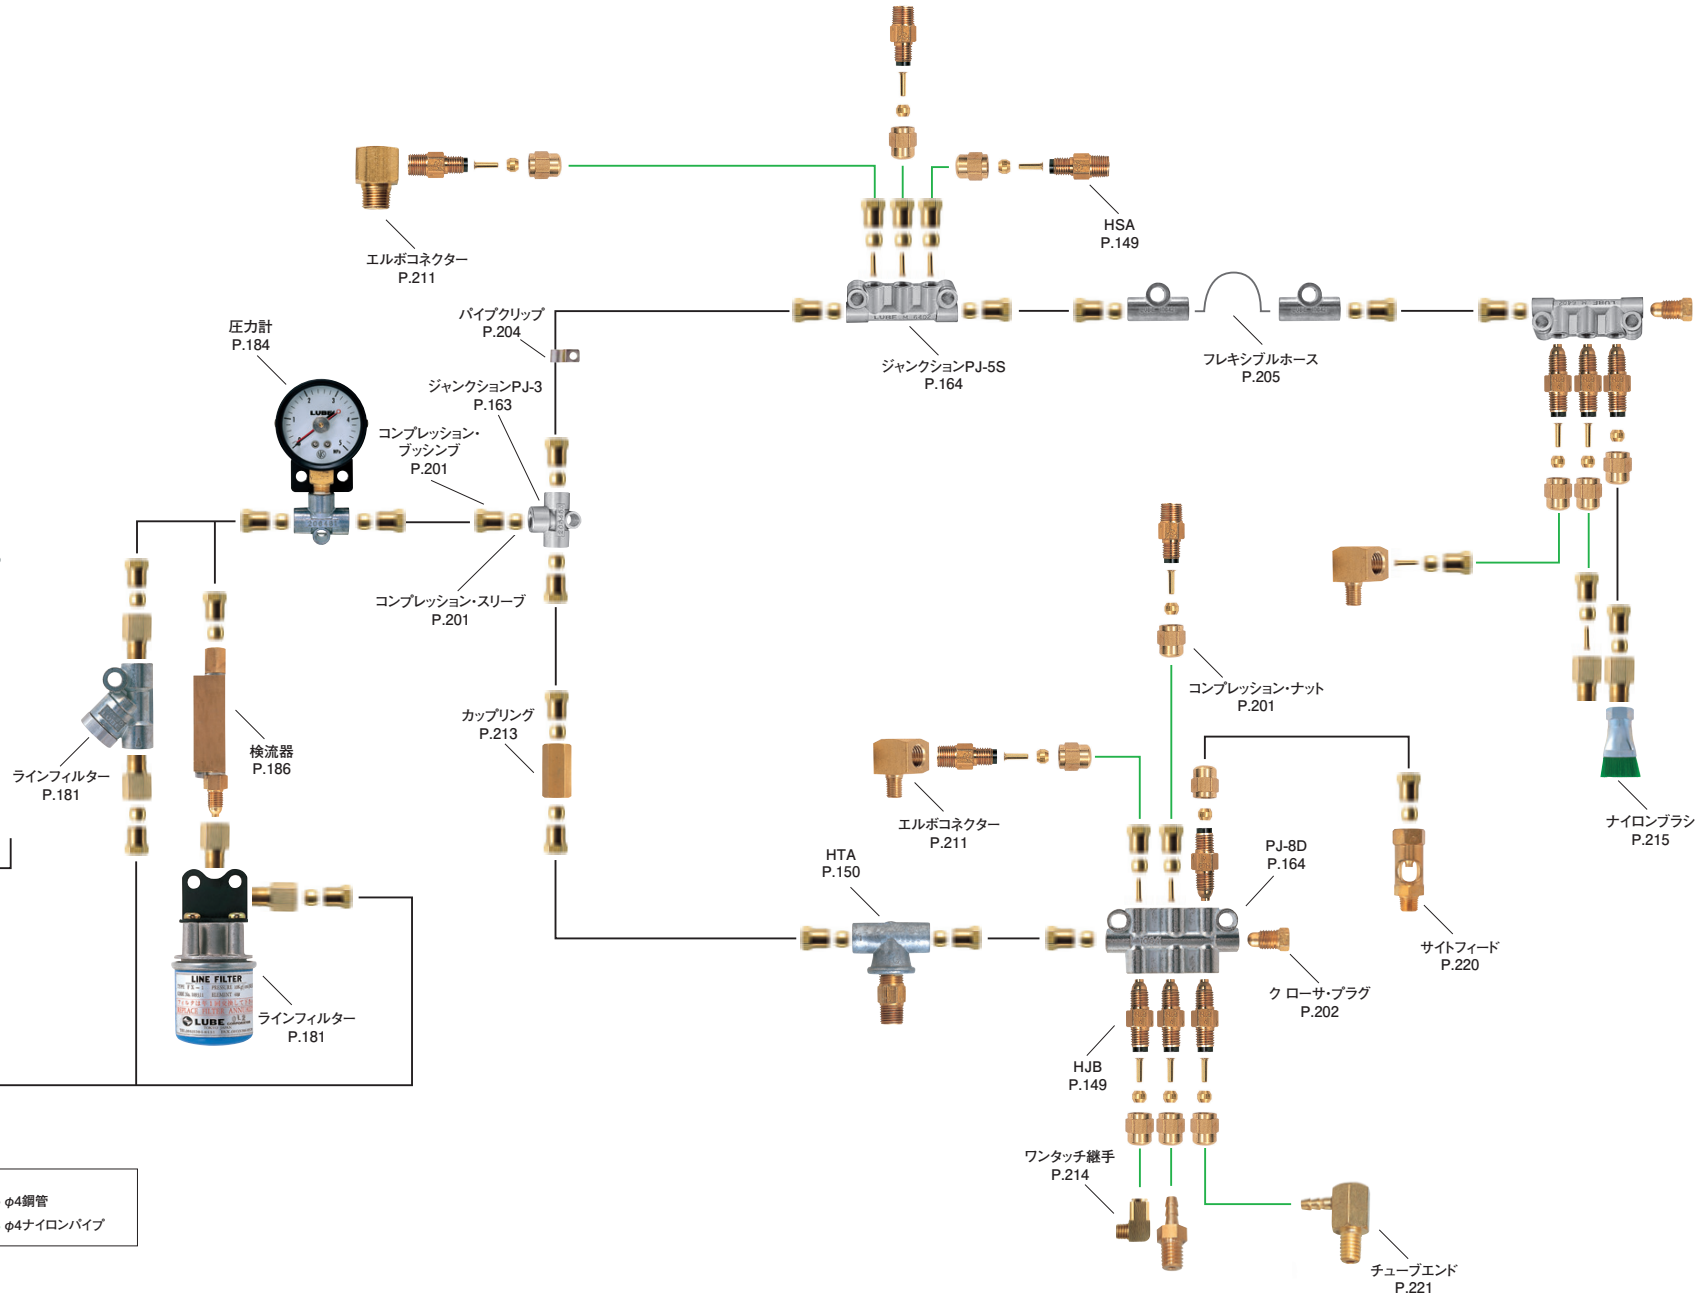 HSA
P.149
エルボコネクター
P.211
パイプクリップ
P.204
圧力計
P.184
ジャンクションPJ-5S
P.164
フレキシブルホース
P.205
ジャンクションPJ-3
P.163
コンプレッション・
ブッシンブ
P.201
LUBE
コンプレッション・スリーブ
P.201
コンプレッション・ナット
P.201
カップリング
P.213
検流器
P.186
ラインフィルター
P.181
エルボコネクター
P.211
HTA
P.150
PJ-8D
P.164
ナイロンブラシ
P.215
サイトフィード
P.220
ク ローサ・プラグ
P.202
LINE FILTER
REPLACE FILTER
LUBE
ラインフィルター
P.181
HJB
P.149
ワンタッチ継手
P.214
φ4鋼管
φ4ナイロンパイプ
チューブエンド
P.221